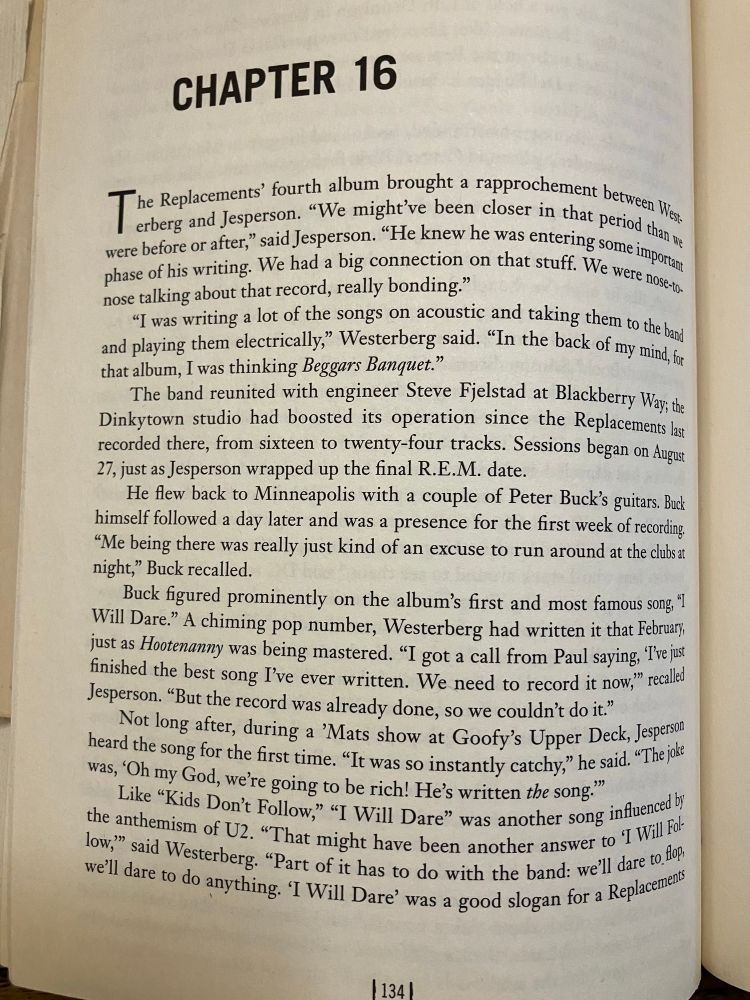 CHAPTER 16
The Replacements' fourth album brought a rapprochement between West-
erberg and Jesperson. "We might've been closer in that period than we
were before or after," said Jesperson. "He knew he was entering some important
phase of his writing. We had a big connection on that stuff. We were nose-to-
nose talking about that record, really bonding."
"I was writing a lot of the songs on acoustic and taking them to the band
and playing them electrically," Westerberg said. "In the back of my mind, for
that album, I was thinking Beggars Banquet."
The band reunited with engineer Steve Fjelstad at Blackberry Way; the
Dinkytown studio had boosted its operation since the Replacements last
recorded there, from sixteen to twenty-four tracks. Sessions began on August
27, just as Jesperson wrapped up the final R.E.M. date.
He flew back to Minneapolis with a couple of Peter Buck's guitars. Buck
himself followed a day later and was a presence for the first week of recording.
"Me being there was really just kind of an excuse to run around at the clubs at
night," Buck recalled.
Buck figured prominently on the album's first and most famous song, "I
Will Dare." A chiming pop number, Westerberg had written it that February,
just as Hootenanny was being mastered. "I got a call from Paul saying, 'I've just
finished the best song I've ever written. We need to record it now,'" recalled
Jesperson. "But the record was already done, so we couldn't do it."
Not long after, during a 'Mats show at Goofy's Upper Deck, Jesperson
heard the song for the first time. "It was so instantly catchy," he said. "The joke
was, 'Oh my God, we're going to be rich! He's written the song.'"
Like "Kids Don't Follow," "I Will Dare" was another song influenced by
the anthemism of U2. "That might have been another answer to 'I Will Fol-
low,'" said Westerberg. "Part of it has to do with the band: we'll dare to flop,
we'll dare to do anything. 'I Will Dare' was a good slogan for a Replacements
|134|